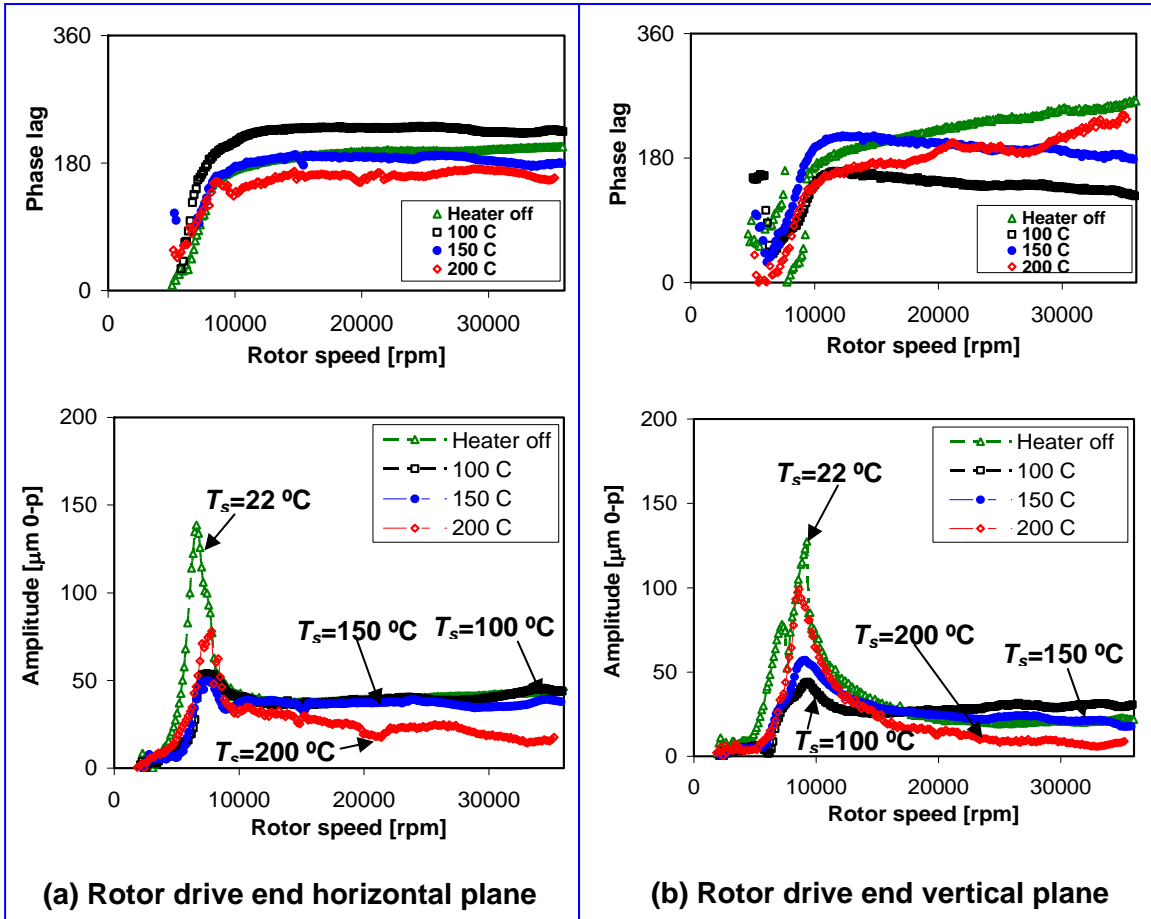 360
180
0
Phase lag
Heater off
100 C
150 C
200 C
0 10000 20000 30000
Rotor speed [rpm]
200
150
100
50
0
Amplitude [μm 0-p]
Heater off
100 C
150 C
200 C
Ts=22 ºC
Ts=150 ºC
Ts=100 ºC
Ts=200 ºC
0 10000 20000 30000
Rotor speed [rpm]
(a) Rotor drive end horizontal plane
360
180
0
Phase lag
Heater off
100 C
150 C
200 C
0 10000 20000 30000
Rotor speed [rpm]
200
150
100
50
0
Amplitude [μm 0-p]
Heater off
100 C
150 C
200 C
Ts=22 ºC
Ts=200 ºC
Ts=150 ºC
Ts=100 ºC
0 10000 20000 30000
Rotor speed [rpm]
(b) Rotor drive end vertical plane